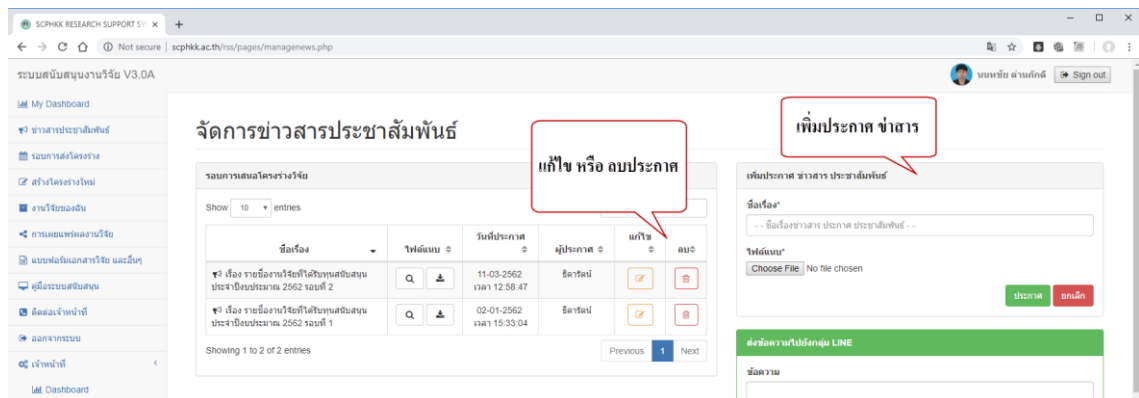 SCPHKK RESEARCH SUPPORT SY
Not secure | scphkk.ac.th/rss/pages/managenews.php
ระบบสนับสนุนงานวิจัย V3.0A
นนทชัย ด่านภักดี
Sign out
My Dashboard
ข่าวสารประชาสัมพันธ์
รอบการส่งโครงร่าง
สร้างโครงร่างใหม่
งานวิจัยของฉัน
การเผยแพร่ผลงานวิจัย
แบบฟอร์มเอกสารวิจัย และอื่นๆ
คู่มือระบบสนับสนุน
ติดต่อเจ้าหน้าที่
ออกจากระบบ
เจ้าหน้าที่
Dashboard
จัดการข่าวสารประชาสัมพันธ์
แก้ไข หรือ ลบประกาศ
เพิ่มประกาศ ข่าสาร
รอบการเสนอโครงร่างวิจัย
Show 10 entries
ชื่อเรื่อง ไฟล์แนบ วันที่ประกาศ ผู้ประกาศ แก้ไข ลบ
เรื่อง รายชื่องานวิจัยที่ได้รับทุนสนับสนุน
ประจำปีงบประมาณ 2562 รอบที่ 2
11-03-2562
เวลา 12:58:47
ธิดารัตน์
เรื่อง รายชื่องานวิจัยที่ได้รับทุนสนับสนุน
ประจำปีงบประมาณ 2562 รอบที่ 1
02-01-2562
เวลา 15:33:04
ธิดารัตน์
Showing 1 to 2 of 2 entries
Previous 1 Next
เพิ่มประกาศ ข่าวสาร ประชาสัมพันธ์
ชื่อเรื่อง*
- - ชื่อเรื่องข่าวสาร ประกาศ ประชาสัมพันธ์ - -
ไฟล์แนบ*
Choose File No file chosen
ประกาศ ยกเลิก
ส่งข้อความไปยังกลุ่ม LINE
ข้อความ